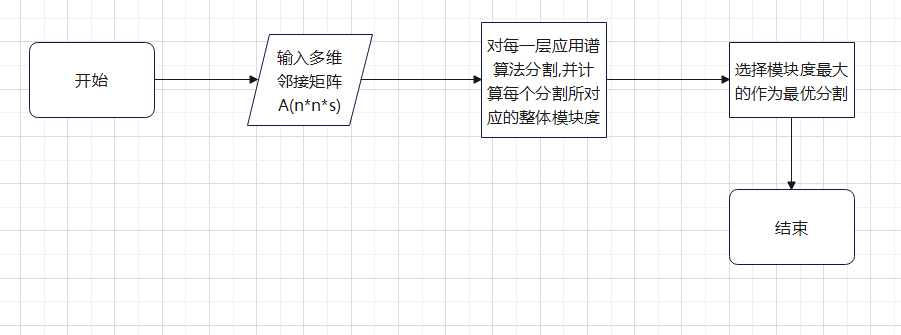 开始
输入多维
邻接矩阵
A(n*n*s)
对每一层应用谱
算法分割,并计
算每个分割所对
应的整体模块度
选择模块度最大
的作为最优分割
结束